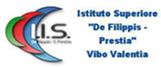 I.I.S.
Istituto Superiore
"De Filippis -
Prestia"
Vibo Valentia